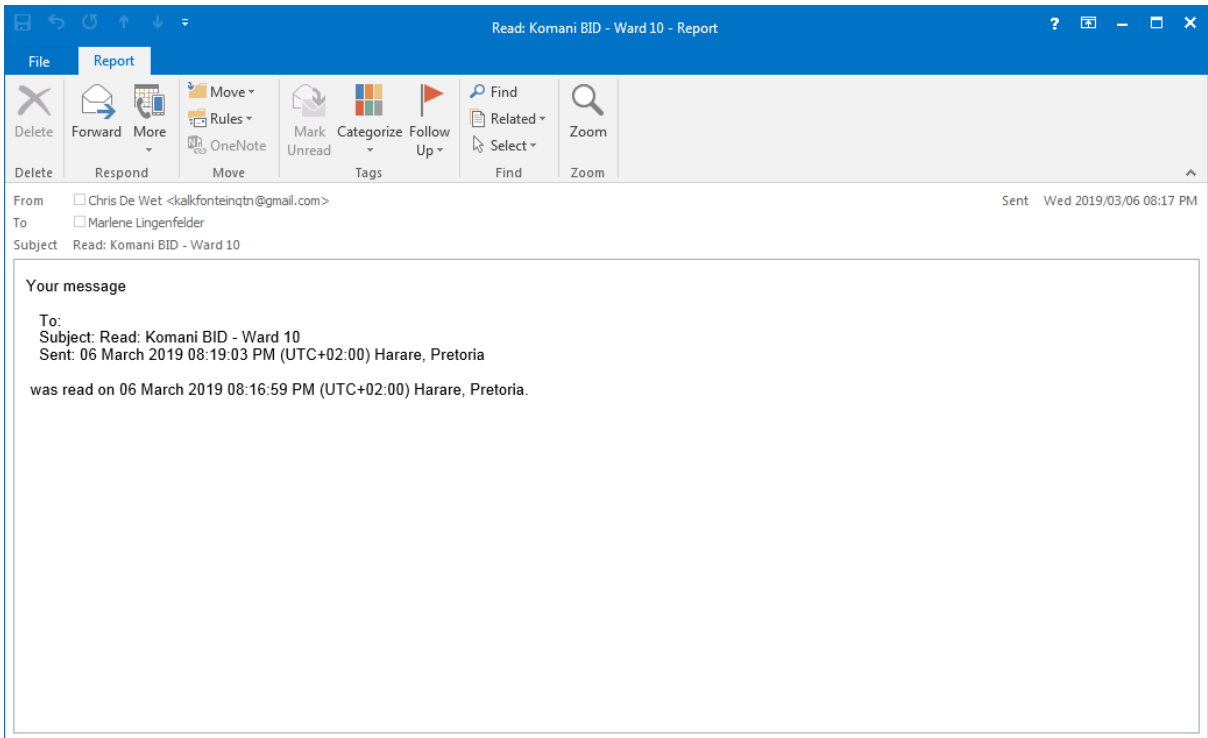 Read: Komani BID - Ward 10 - Report
?
File Report
Delete
Forward
More
Move
Rules
OneNote
Mark Unread
Categorize
Follow Up
Find
Related
Select
Zoom
Delete Respond Move Tags Find Zoom
From Chris De Wet <kalkfonteinqtn@gmail.com> Sent Wed 2019/03/06 08:17 PM
To Marlene Lingenfelder
Subject Read: Komani BID - Ward 10
Your message
To:
Subject: Read: Komani BID - Ward 10
Sent: 06 March 2019 08:19:03 PM (UTC+02:00) Harare, Pretoria
was read on 06 March 2019 08:16:59 PM (UTC+02:00) Harare, Pretoria.